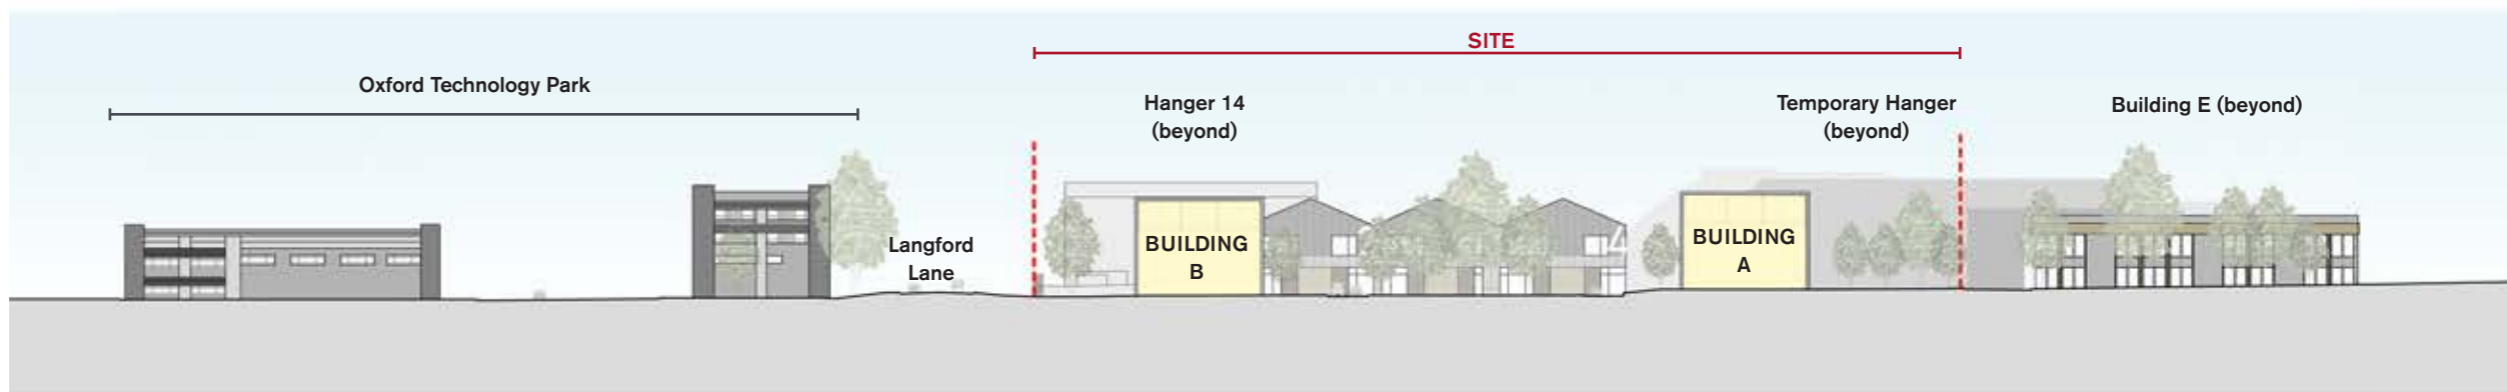 SITE
Oxford Technology Park
Hanger 14
(beyond)
Temporary Hanger
(beyond)
Building E (beyond)
Langford
Lane
BUILDING
B
BUILDING
A